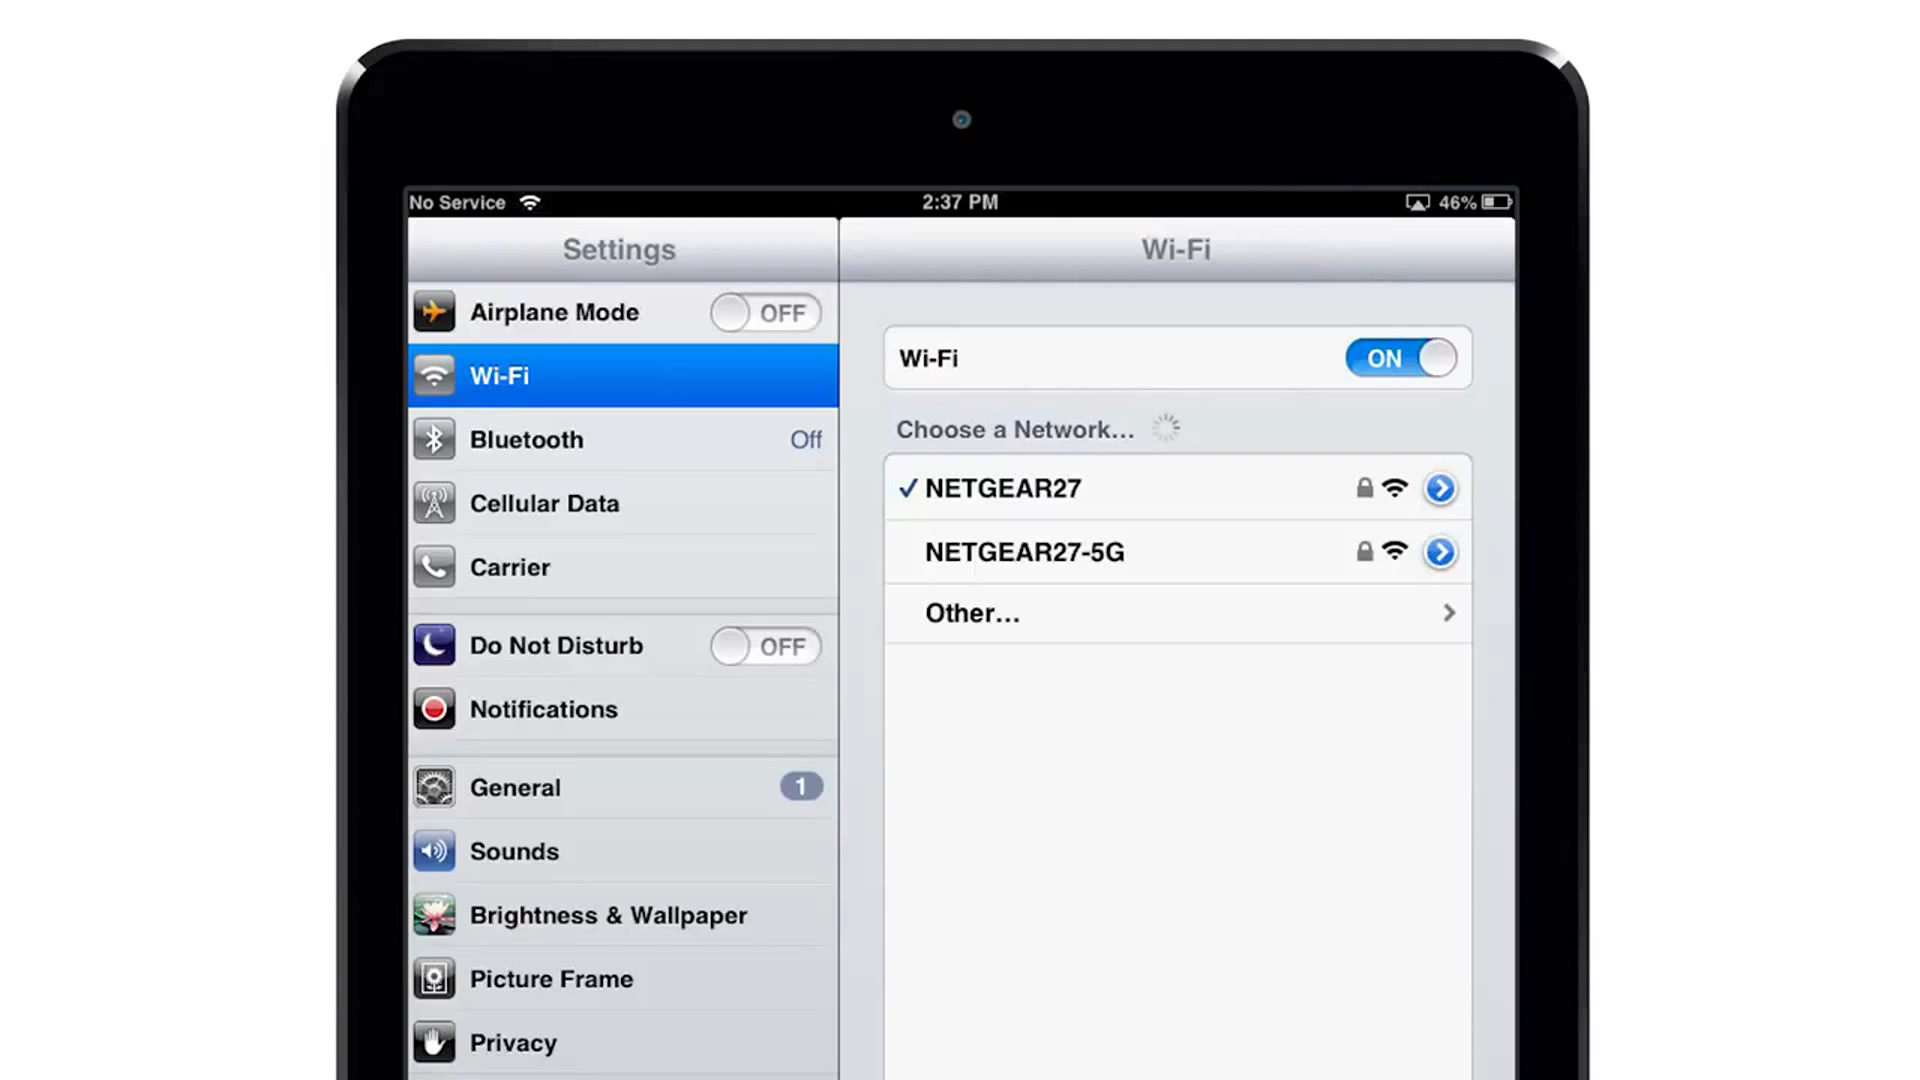 No Service 2:37 PM 46%
Settings
Airplane Mode OFF
Wi-Fi
Bluetooth Off
Cellular Data
Carrier
Do Not Disturb OFF
Notifications
General 1
Sounds
Brightness & Wallpaper
Picture Frame
Privacy
Wi-Fi
Wi-Fi ON
Choose a Network...
NETGEAR27
NETGEAR27-5G
Other...